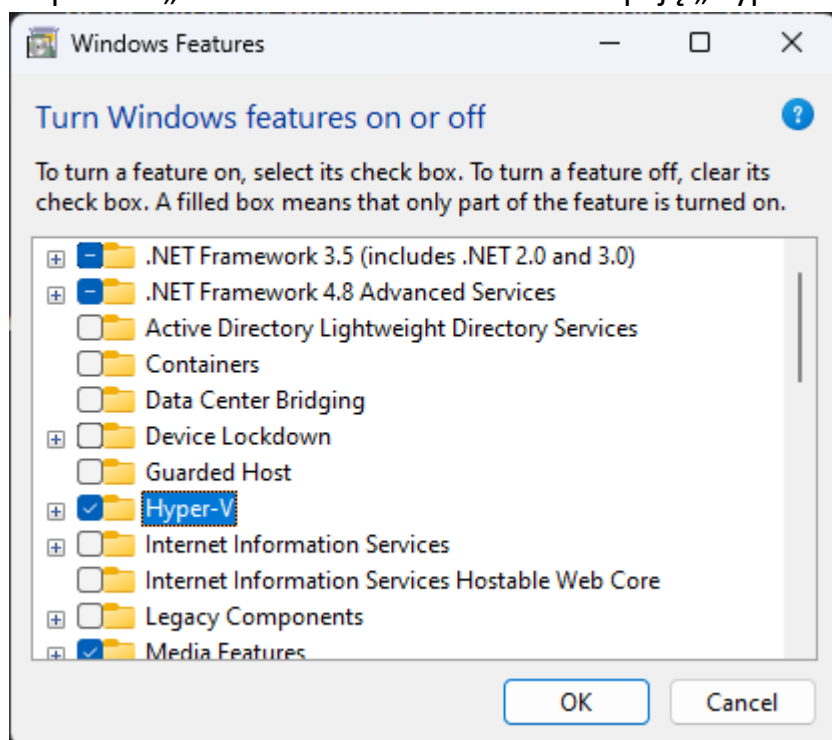 Windows Features
Turn Windows features on or off
?
To turn a feature on, select its check box. To turn a feature off, clear its
check box. A filled box means that only part of the feature is turned on.
.NET Framework 3.5 (includes .NET 2.0 and 3.0)
.NET Framework 4.8 Advanced Services
Active Directory Lightweight Directory Services
Containers
Data Center Bridging
Device Lockdown
Guarded Host
Hyper-V
Internet Information Services
Internet Information Services Hostable Web Core
Legacy Components
Media Features
OK Cancel